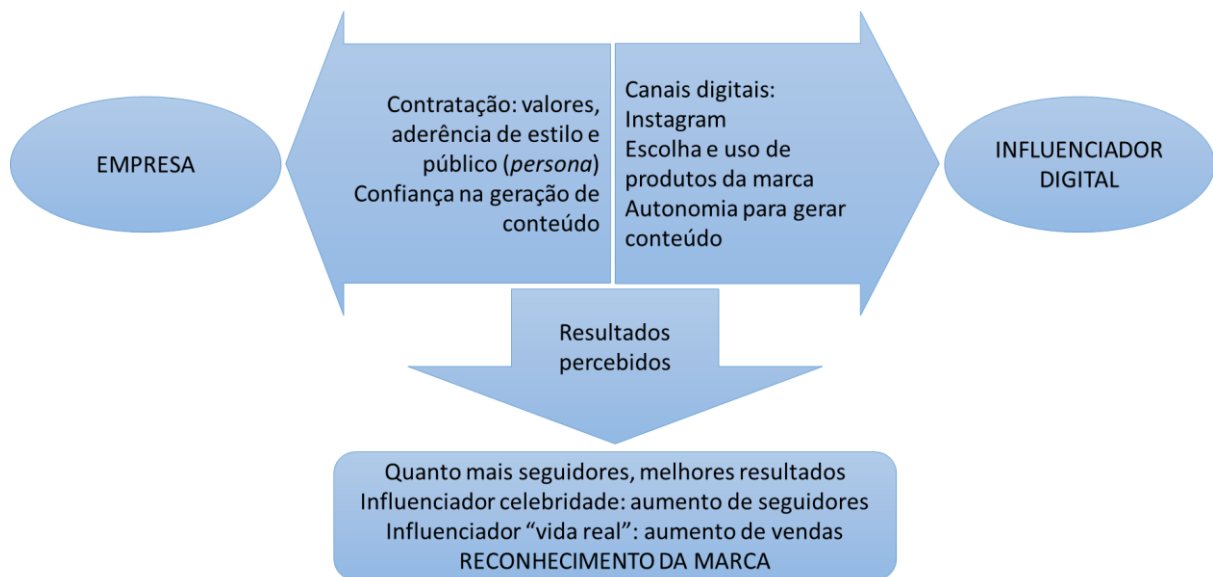 EMPRESA
Contratação: valores,
aderência de estilo e
público (persona)
Confiança na geração de
conteúdo
Canais digitais:
Instagram
Escolha e uso de
produtos da marca
Autonomia para gerar
conteúdo
INFLUENCIADOR
DIGITAL
Resultados
percebidos
Quanto mais seguidores, melhores resultados
Influenciador celebridade: aumento de seguidores
Influenciador “vida real”: aumento de vendas
RECONHECIMENTO DA MARCA